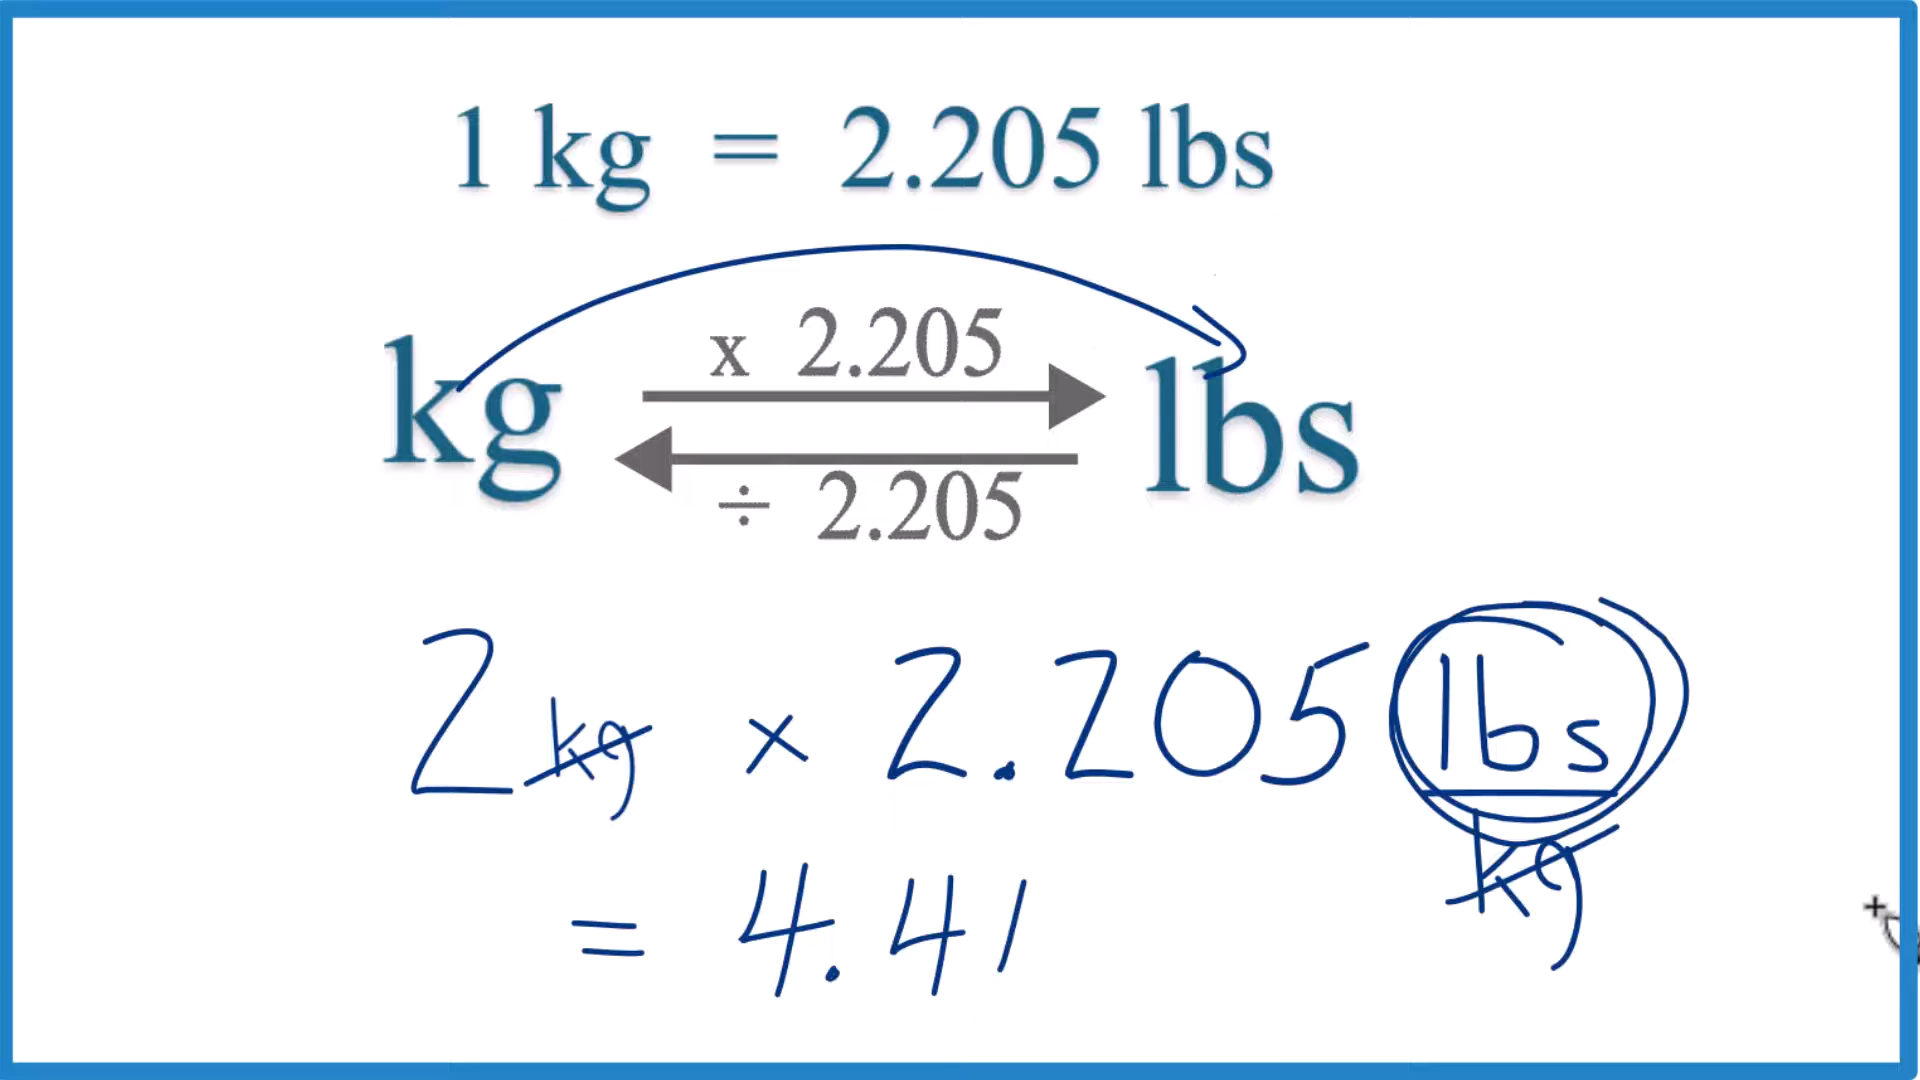 1 kg = 2.205 lbs
x 2.205
kg lbs
÷ 2.205
2 kg x 2.205 lbs
kg
= 4.41